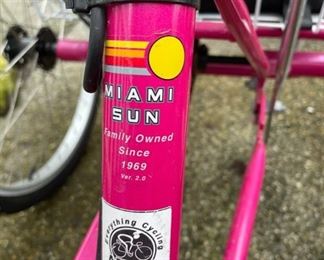 MIAMI
SUN
Family Owned
Since
1969
Ver. 2.0
Everything Cycling